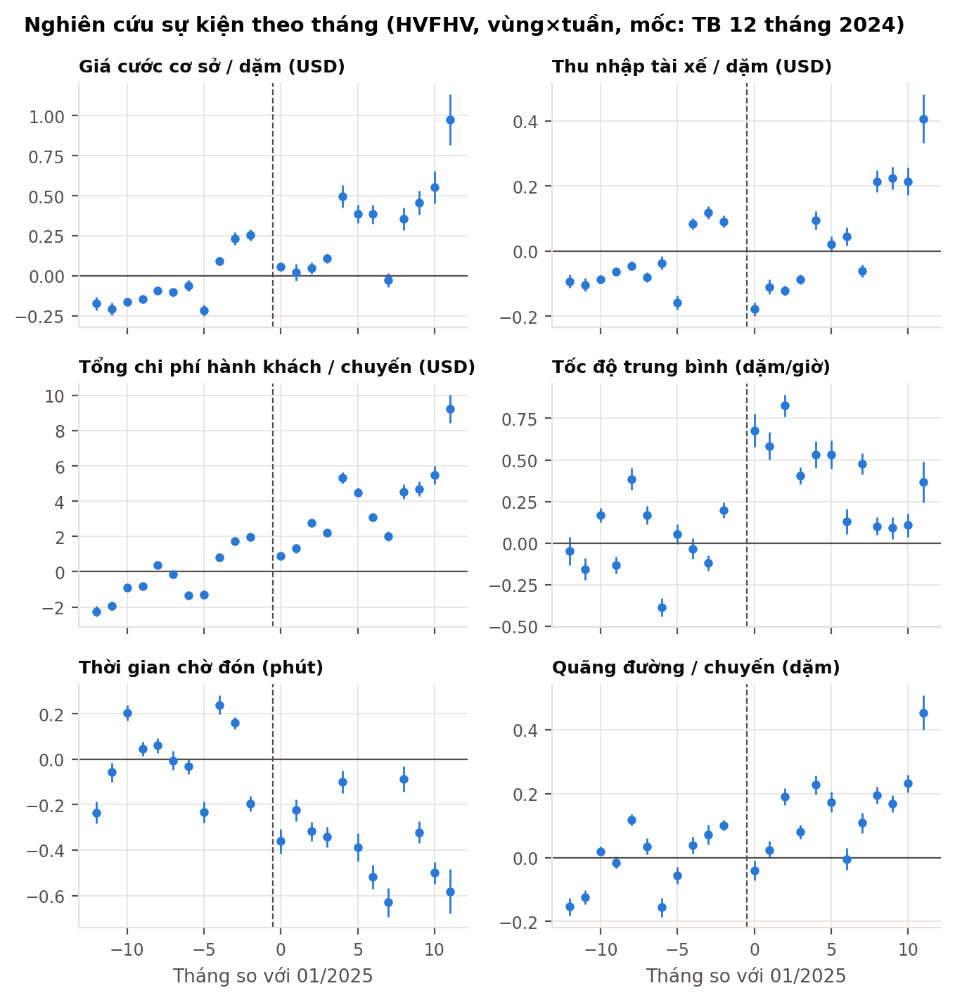 Nghiên cứu sự kiện theo tháng (HVFHV, vùng×tuần, mốc: TB 12 tháng 2024)
Giá cước cơ sở / dặm (USD)
1.00
0.75
0.50
0.25
0.00
−0.25
Thu nhập tài xế / dặm (USD)
0.4
0.2
0.0
−0.2
Tổng chi phí hành khách / chuyến (USD)
10
8
6
4
2
0
−2
Tốc độ trung bình (dặm/giờ)
0.75
0.50
0.25
0.00
−0.25
−0.50
Thời gian chờ đón (phút)
0.2
0.0
−0.2
−0.4
−0.6
−10 −5 0 5 10
Tháng so với 01/2025
Quãng đường / chuyến (dặm)
0.4
0.2
0.0
−0.2
−10 −5 0 5 10
Tháng so với 01/2025